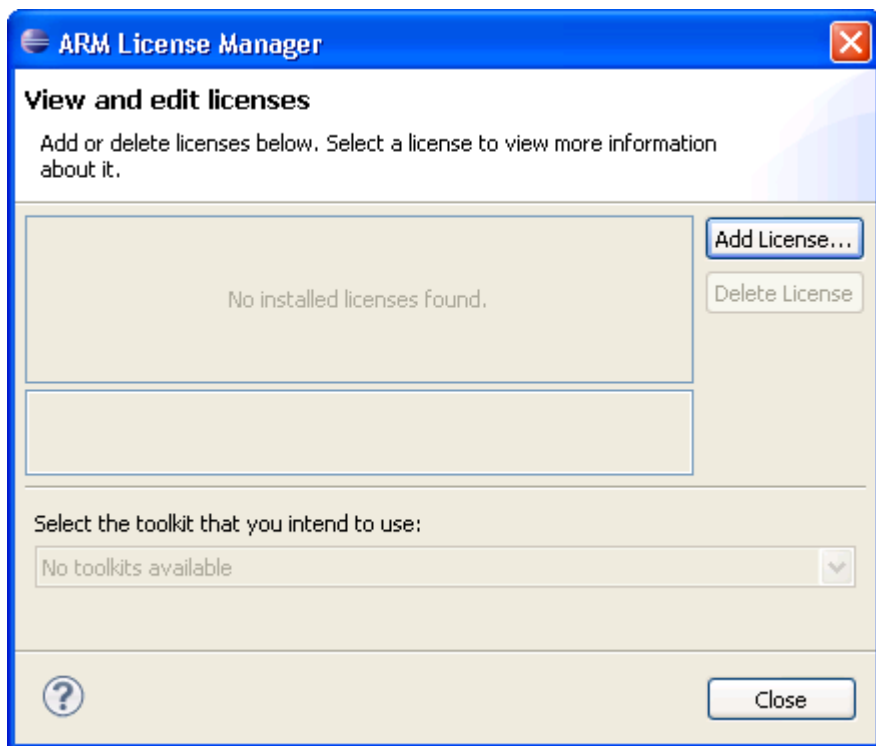 ARM License Manager
View and edit licenses
Add or delete licenses below. Select a license to view more information
about it.
No installed licenses found.
Add License...
Delete License
Select the toolkit that you intend to use:
No toolkits available
?
Close